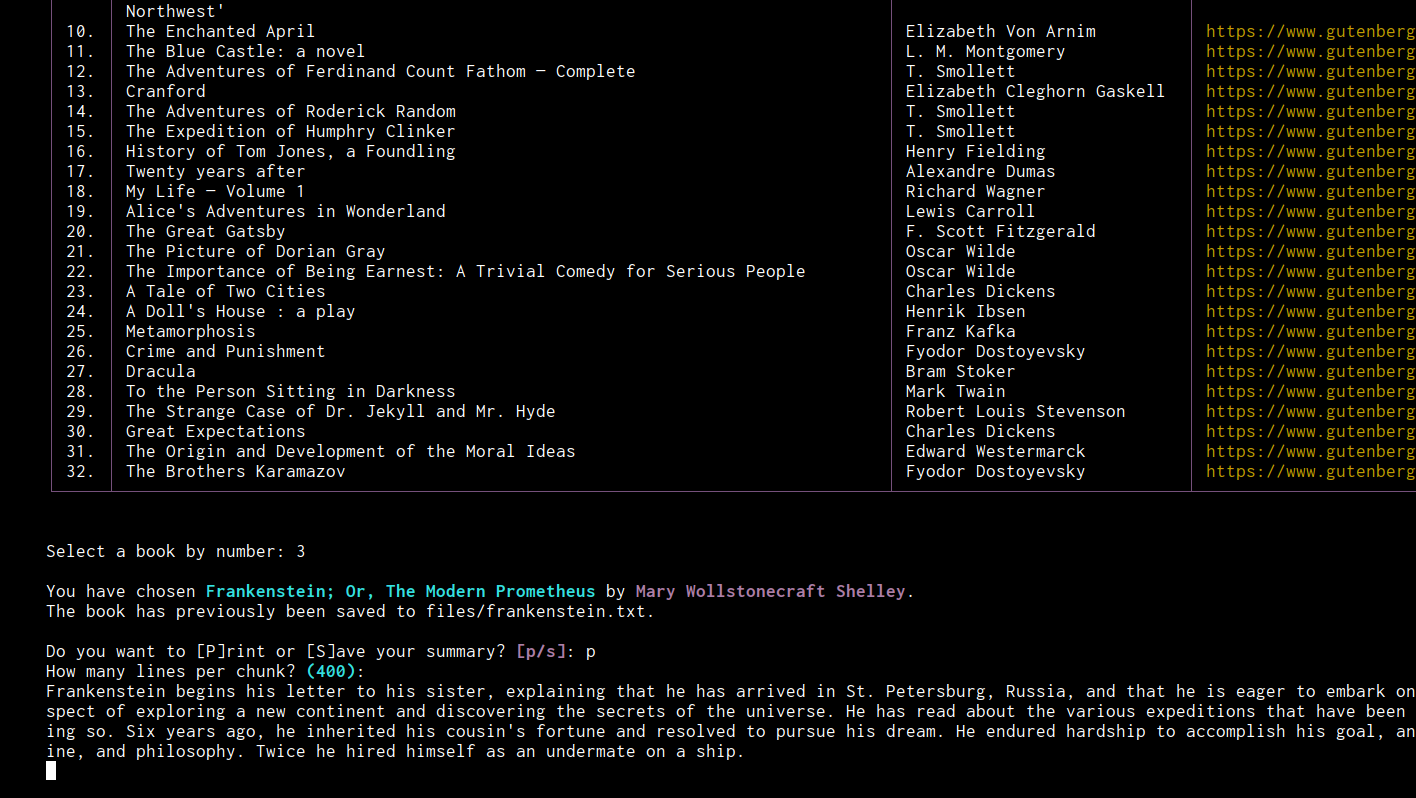 Northwest'
10. The Enchanted April Elizabeth Von Arnim https://www.gutenberg
11. The Blue Castle: a novel L. M. Montgomery https://www.gutenberg
12. The Adventures of Ferdinand Count Fathom — Complete T. Smollett https://www.gutenberg
13. Cranford Elizabeth Cleghorn Gaskell https://www.gutenberg
14. The Adventures of Roderick Random T. Smollett https://www.gutenberg
15. The Expedition of Humphry Clinker T. Smollett https://www.gutenberg
16. History of Tom Jones, a Foundling Henry Fielding https://www.gutenberg
17. Twenty years after Alexandre Dumas https://www.gutenberg
18. My Life — Volume 1 Richard Wagner https://www.gutenberg
19. Alice's Adventures in Wonderland Lewis Carroll https://www.gutenberg
20. The Great Gatsby F. Scott Fitzgerald https://www.gutenberg
21. The Picture of Dorian Gray Oscar Wilde https://www.gutenberg
22. The Importance of Being Earnest: A Trivial Comedy for Serious People Oscar Wilde https://www.gutenberg
23. A Tale of Two Cities Charles Dickens https://www.gutenberg
24. A Doll's House : a play Henrik Ibsen https://www.gutenberg
25. Metamorphosis Franz Kafka https://www.gutenberg
26. Crime and Punishment Fyodor Dostoyevsky https://www.gutenberg
27. Dracula Bram Stoker https://www.gutenberg
28. To the Person Sitting in Darkness Mark Twain https://www.gutenberg
29. The Strange Case of Dr. Jekyll and Mr. Hyde Robert Louis Stevenson https://www.gutenberg
30. Great Expectations Charles Dickens https://www.gutenberg
31. The Origin and Development of the Moral Ideas Edward Westermarck https://www.gutenberg
32. The Brothers Karamazov Fyodor Dostoyevsky https://www.gutenberg
Select a book by number: 3
You have chosen Frankenstein; Or, The Modern Prometheus by Mary Wollstonecraft Shelley.
The book has previously been saved to files/frankenstein.txt.
Do you want to [P]rint or [S]ave your summary? [p/s]: p
How many lines per chunk? (400):
Frankenstein begins his letter to his sister, explaining that he has arrived in St. Petersburg, Russia, and that he is eager to embark on
spect of exploring a new continent and discovering the secrets of the universe. He has read about the various expeditions that have been
ing so. Six years ago, he inherited his cousin's fortune and resolved to pursue his dream. He endured hardship to accomplish his goal, an
ine, and philosophy. Twice he hired himself as an undermate on a ship.